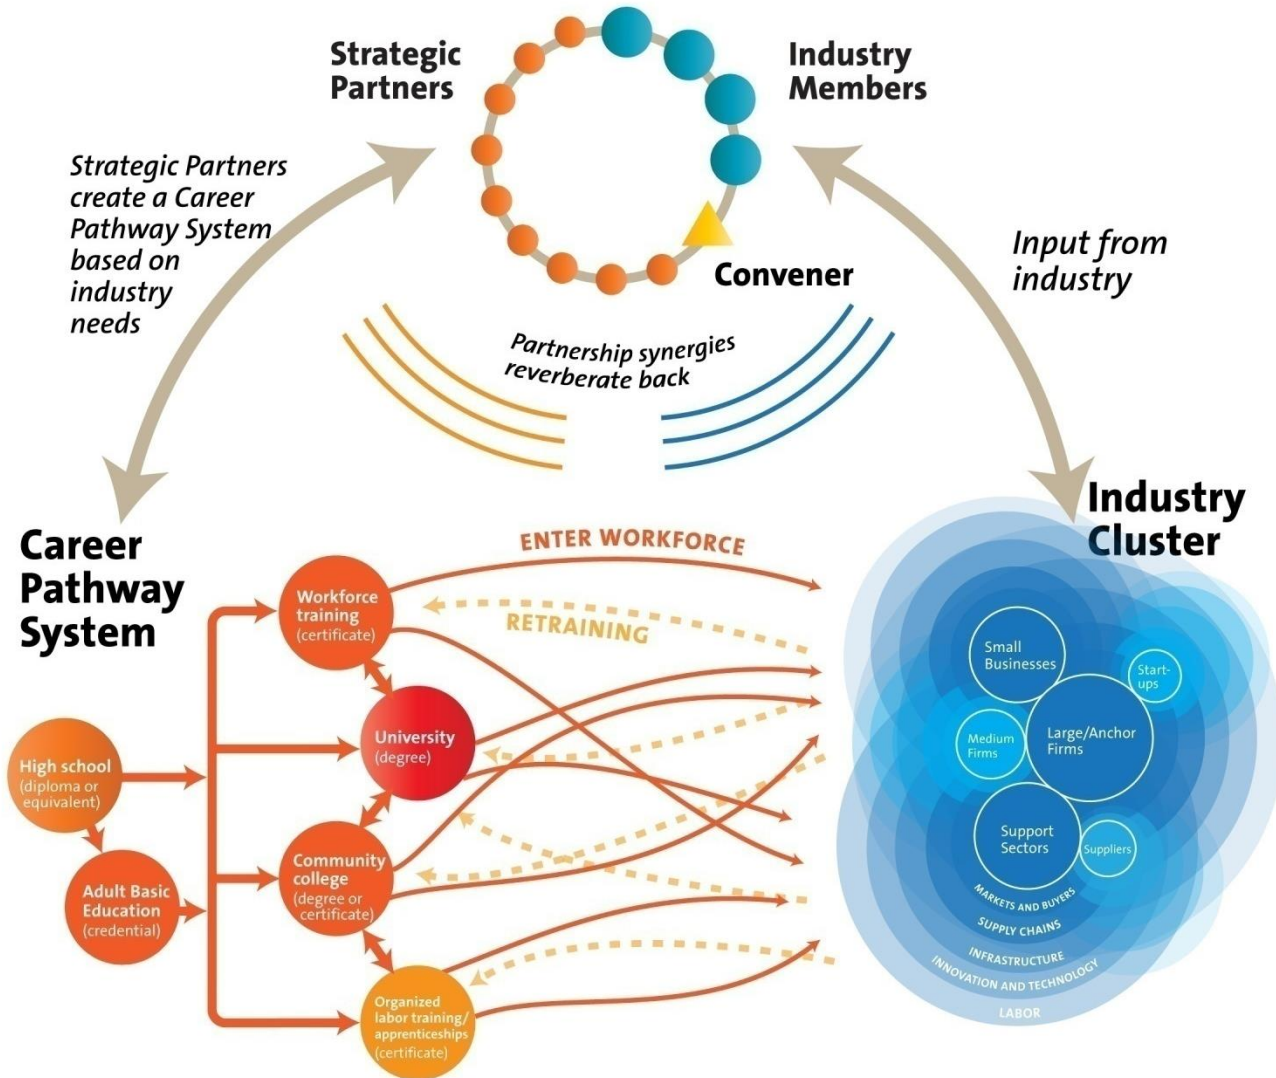 Strategic
Partners
Industry
Members
Strategic Partners
create a Career
Pathway System
based on
industry
needs
Input from
industry
Convener
Partnership synergies
reverberate back
Career
Pathway
System
Industry
Cluster
ENTER WORKFORCE
RETRAINING
Workforce
training
(certificate)
University
(degree)
High school
(diploma or
equivalent)
Adult Basic
Education
(credential)
Community
college
(degree or
certificate)
Organized
labor training/
apprenticeships
(certificate)
Small
Businesses
Start-
ups
Medium
Firms
Large/Anchor
Firms
Support
Sectors
Suppliers
MARKETS AND BUYERS
SUPPLY CHAINS
INFRASTRUCTURE
INNOVATION AND TECHNOLOGY
LABOR